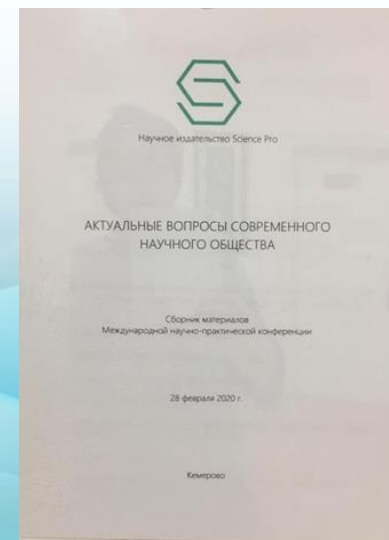 Научное издательство Science Pro
АКТУАЛЬНЫЕ ВОПРОСЫ СОВРЕМЕННОГО
НАУЧНОГО ОБЩЕСТВА
Сборник материалов
Международной научно-практической конференции
28 февраля 2020 г.
Кемерово